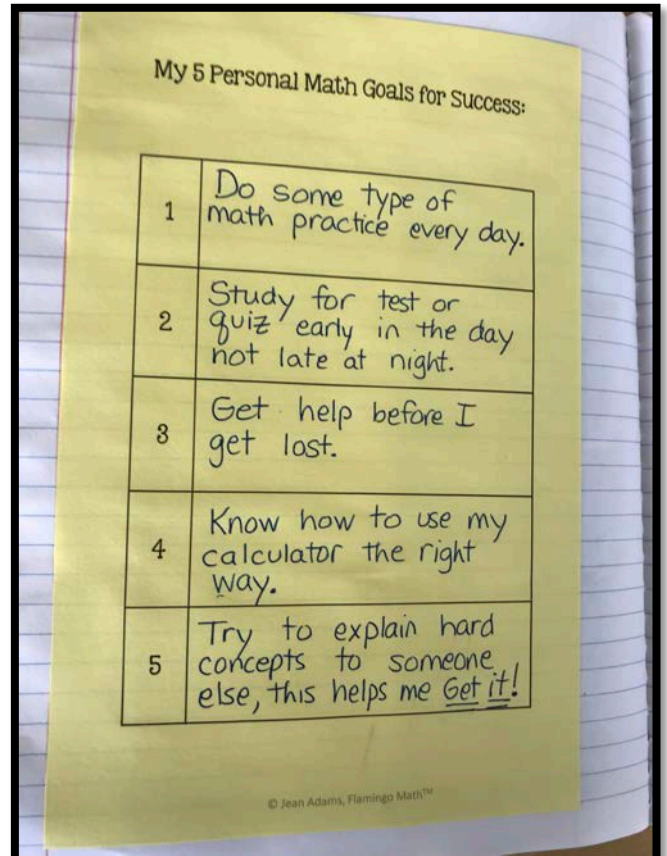 My 5 Personal Math Goals for Success:
1
Do some type of
math practice every day.
2
Study for test or
quiz early in the day
not late at night.
3
Get help before I
get lost.
4
Know how to use my
calculator the right
way.
5
Try to explain hard
concepts to someone
else, this helps me Get it!
© Jean Adams, Flamingo Math™